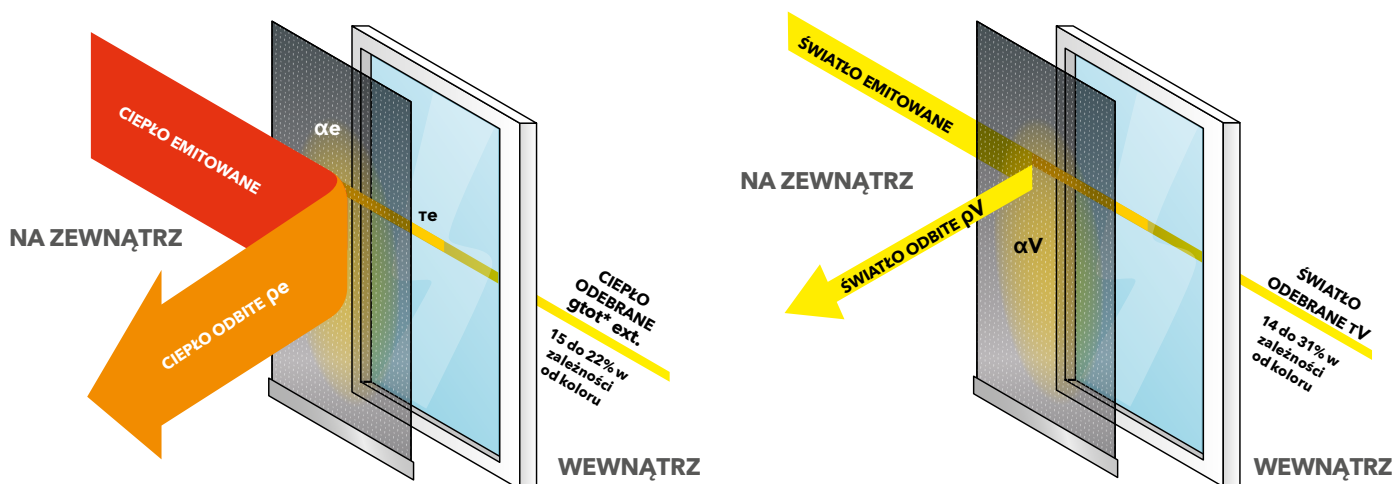 CIEPŁO EMITOWANE
αe
τe
NA ZEWNĄTRZ
CIEPŁO ODBITE ρe
CIEPŁO
ODEBRANE
gtot* ext.
15 do 22% w
zależności
od koloru
WEWNĄTRZ
ŚWIATŁO EMITOWANE
NA ZEWNĄTRZ
ŚWIATŁO ODBITE ρV
αV
ŚWIATŁO
ODEBRANE τV
14 do 31% w
zależności
od koloru
WEWNĄTRZ